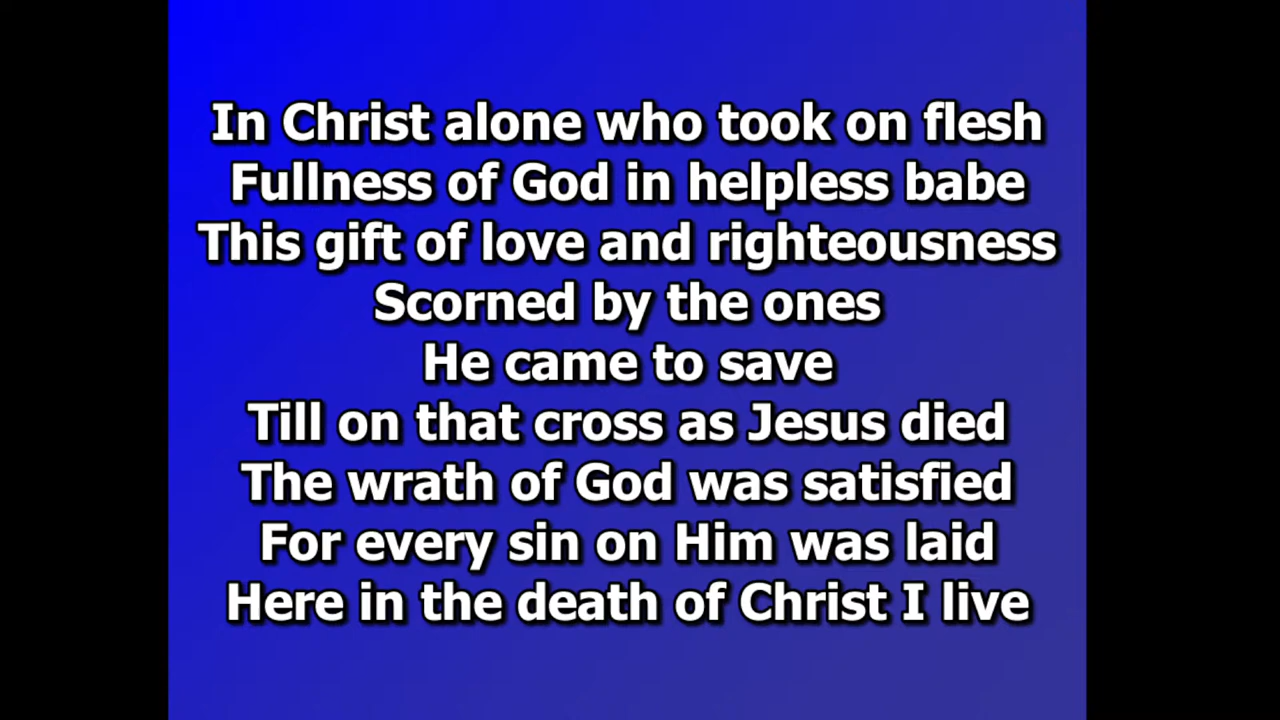 In Christ alone who took on flesh
Fullness of God in helpless babe
This gift of love and righteousness
Scorned by the ones
He came to save
Till on that cross as Jesus died
The wrath of God was satisfied
For every sin on Him was laid
Here in the death of Christ I live